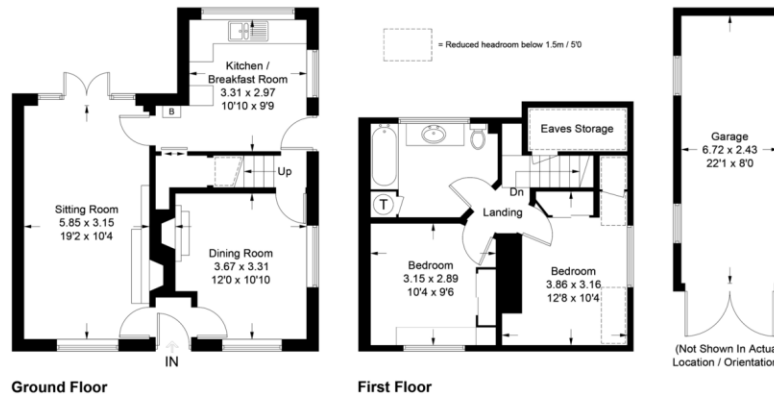 = Reduced headroom below 1.5m / 5'0
Kitchen /
Breakfast Room
3.31 x 2.97
10'10 x 9'9
B
Up
Sitting Room
5.85 x 3.15
19'2 x 10'4
Dining Room
3.67 x 3.31
12'0 x 10'10
IN
Ground Floor
Eaves Storage
T
Dn
Landing
Bedroom
3.15 x 2.89
10'4 x 9'6
Bedroom
3.86 x 3.16
12'8 x 10'4
First Floor
Garage
6.72 x 2.43
22'1 x 8'0
(Not Shown In Actua
Location / Orientation